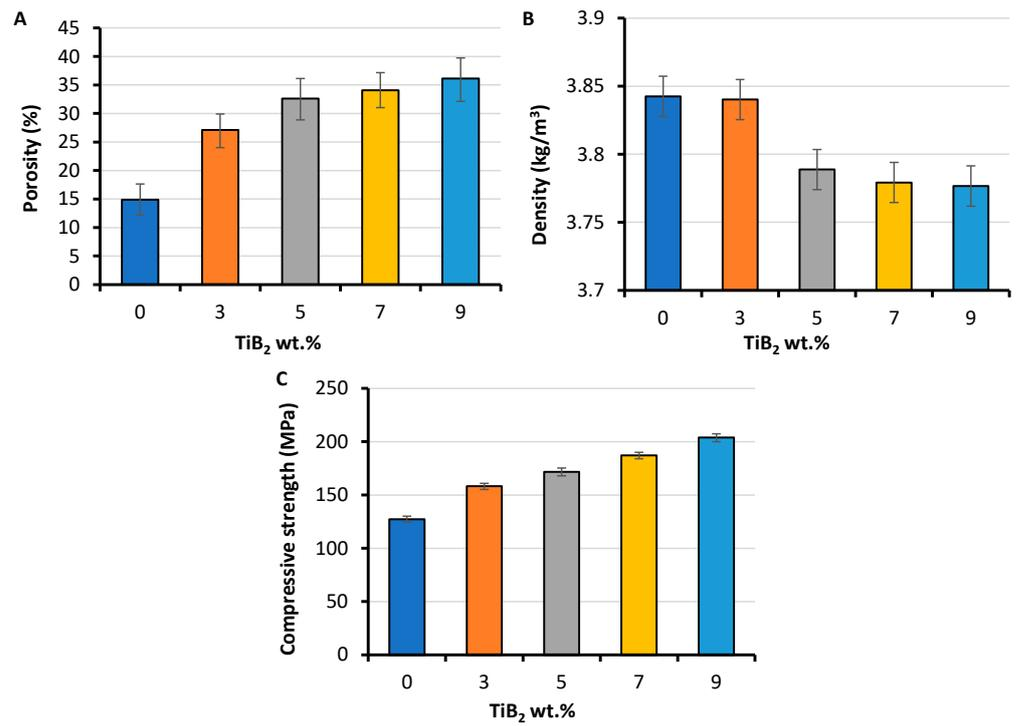 A
Porosity (%)
45
40
35
30
25
20
15
10
5
0
0 3 5 7 9
TiB₂ wt.%
B
Density (kg/m³)
3.9
3.85
3.8
3.75
3.7
0 3 5 7 9
TiB₂ wt.%
C
Compressive strength (MPa)
250
200
150
100
50
0
0 3 5 7 9
TiB₂ wt.%